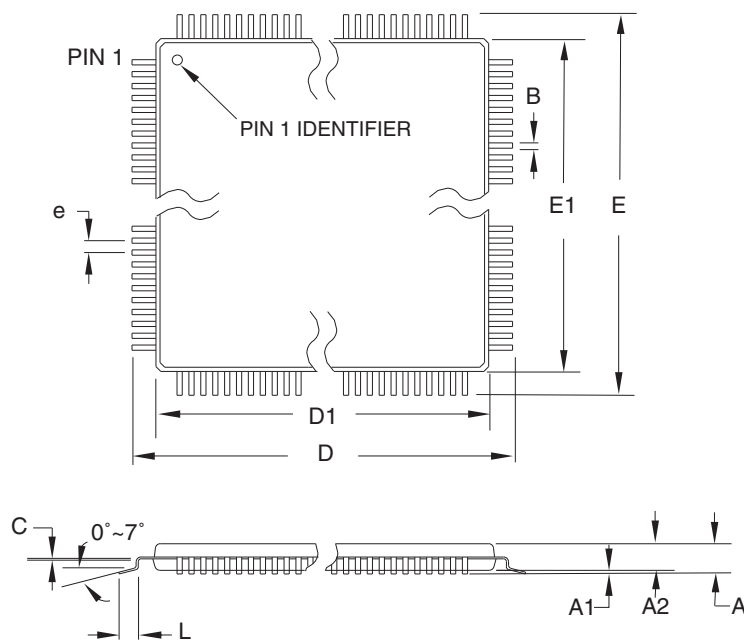 PIN 1
B
PIN 1 IDENTIFIER
e
E1
E
D1
D
C
0°~7°
A1
A2
A
L